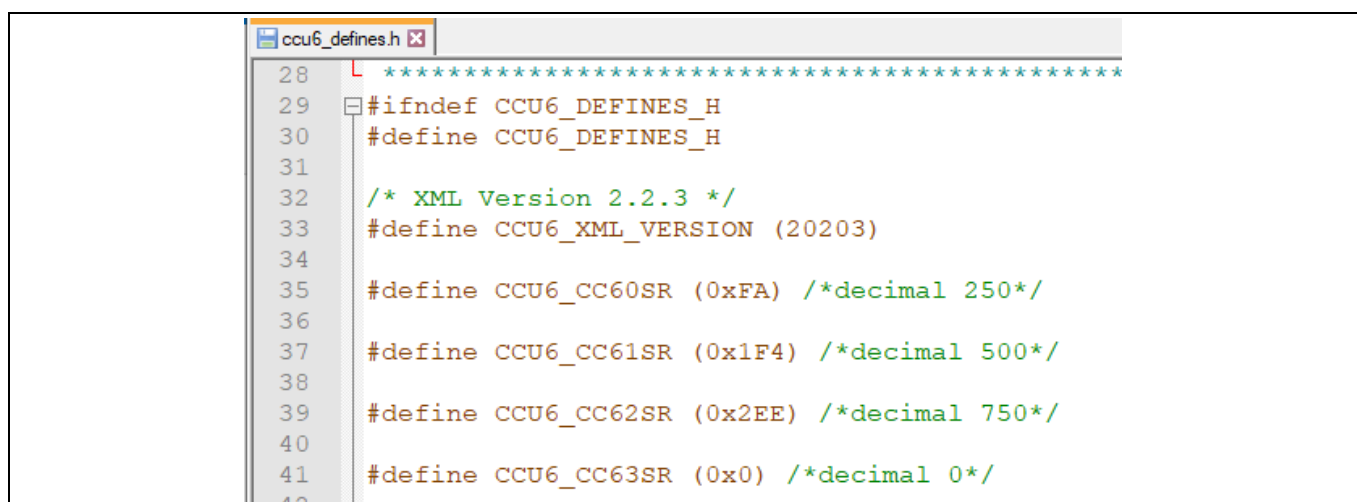 ccu6_defines.h
28 ***********************************************
29 #ifndef CCU6_DEFINES_H
30 #define CCU6_DEFINES_H
31
32 /* XML Version 2.2.3 */
33 #define CCU6_XML_VERSION (20203)
34
35 #define CCU6_CC60SR (0xFA) /*decimal 250*/
36
37 #define CCU6_CC61SR (0x1F4) /*decimal 500*/
38
39 #define CCU6_CC62SR (0x2EE) /*decimal 750*/
40
41 #define CCU6_CC63SR (0x0) /*decimal 0*/